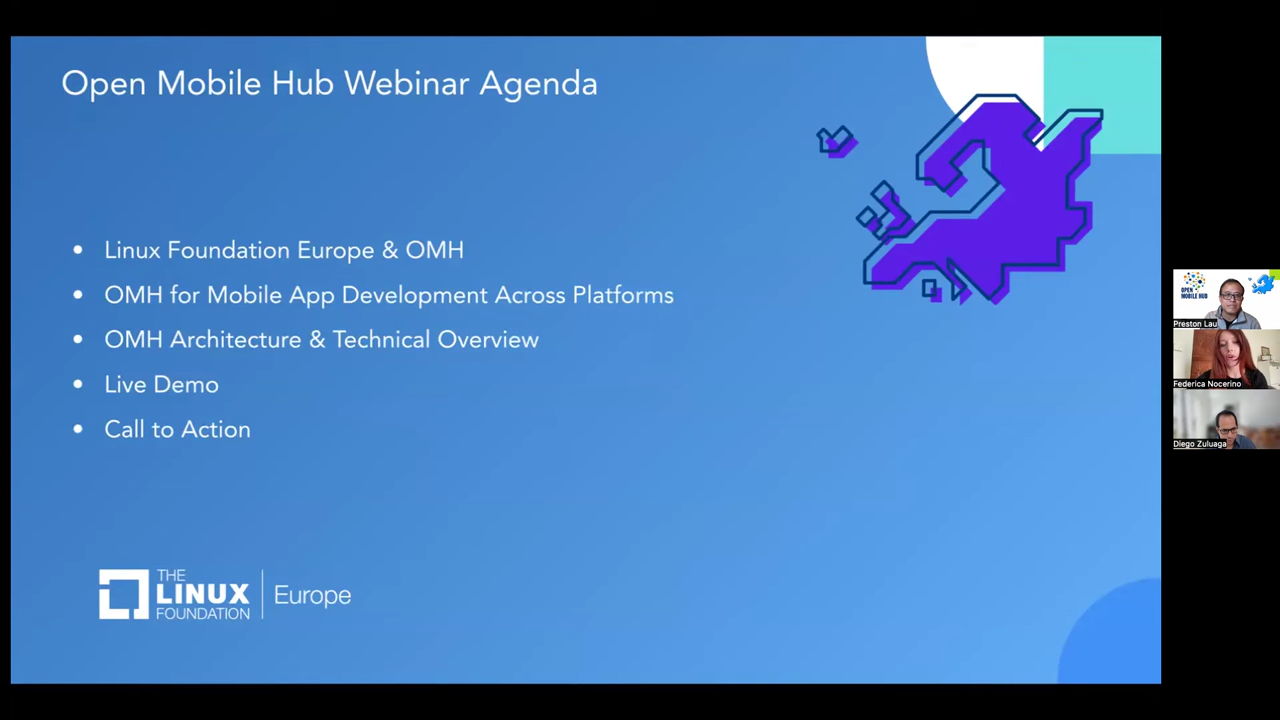 Open Mobile Hub Webinar Agenda
• Linux Foundation Europe & OMH
• OMH for Mobile App Development Across Platforms
• OMH Architecture & Technical Overview
• Live Demo
• Call to Action
THE
LINUX
FOUNDATION
Europe
OPEN
MOBILE HUB
Preston Lau
Federica Nocerino
Diego Zuluaga